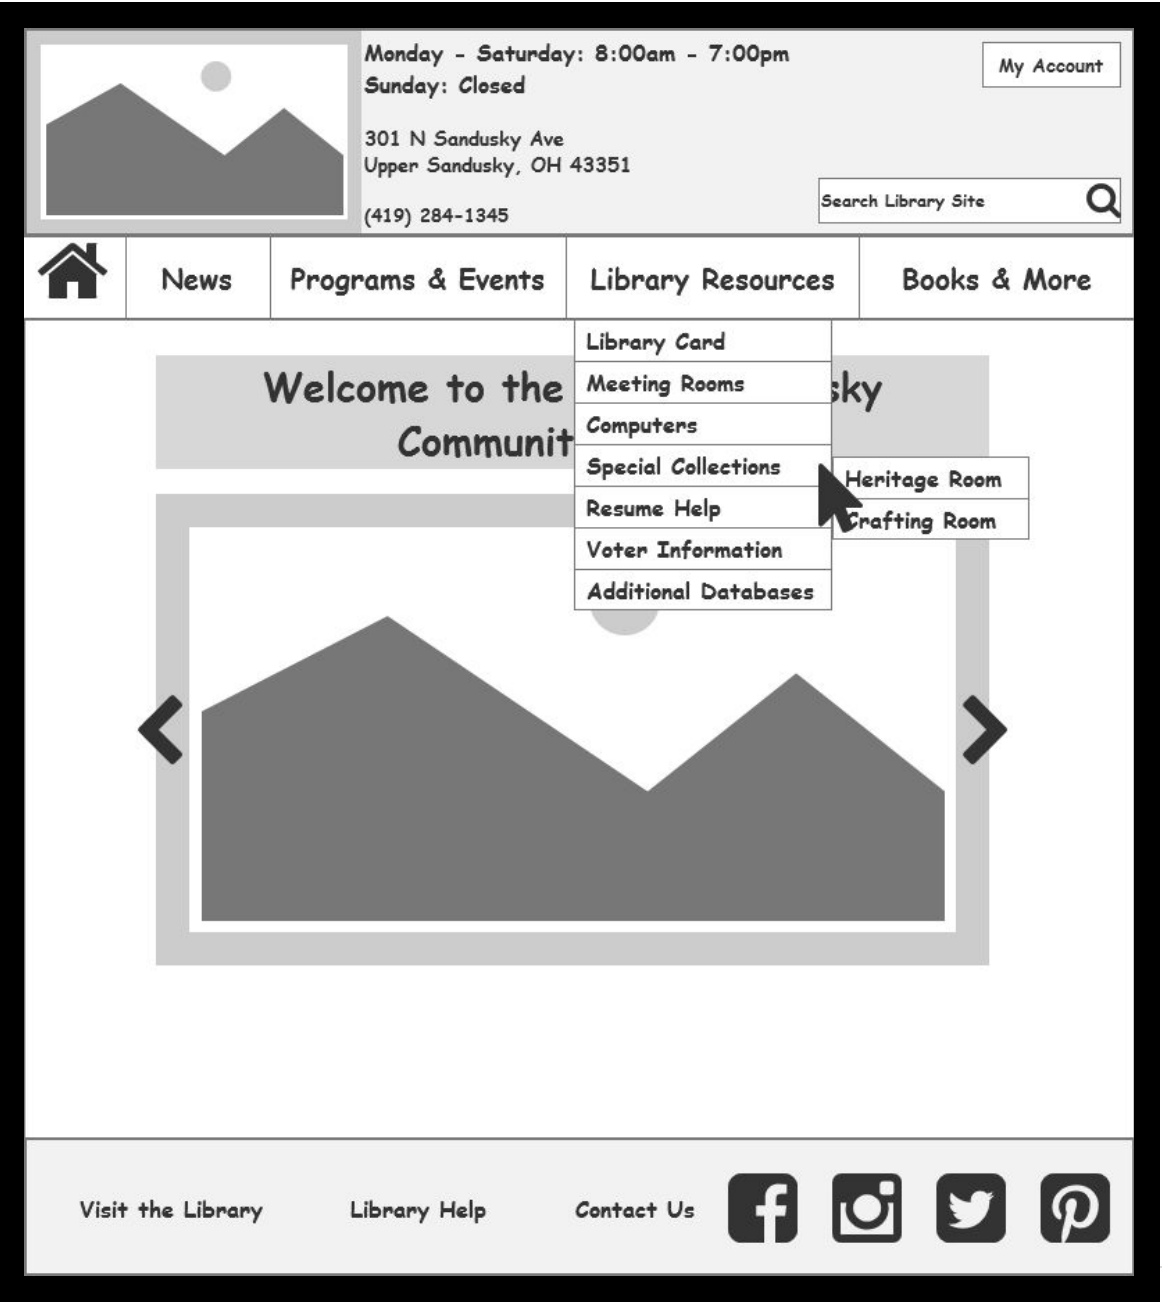 Monday - Saturday: 8:00am - 7:00pm
Sunday: Closed
301 N Sandusky Ave
Upper Sandusky, OH 43351
(419) 284-1345
My Account
Search Library Site
News
Programs & Events
Library Resources
Books & More
Library Card
Meeting Rooms
Computers
Special Collections
Resume Help
Voter Information
Additional Databases
Heritage Room
Crafting Room
Welcome to the sky
Communit
Visit the Library
Library Help
Contact Us